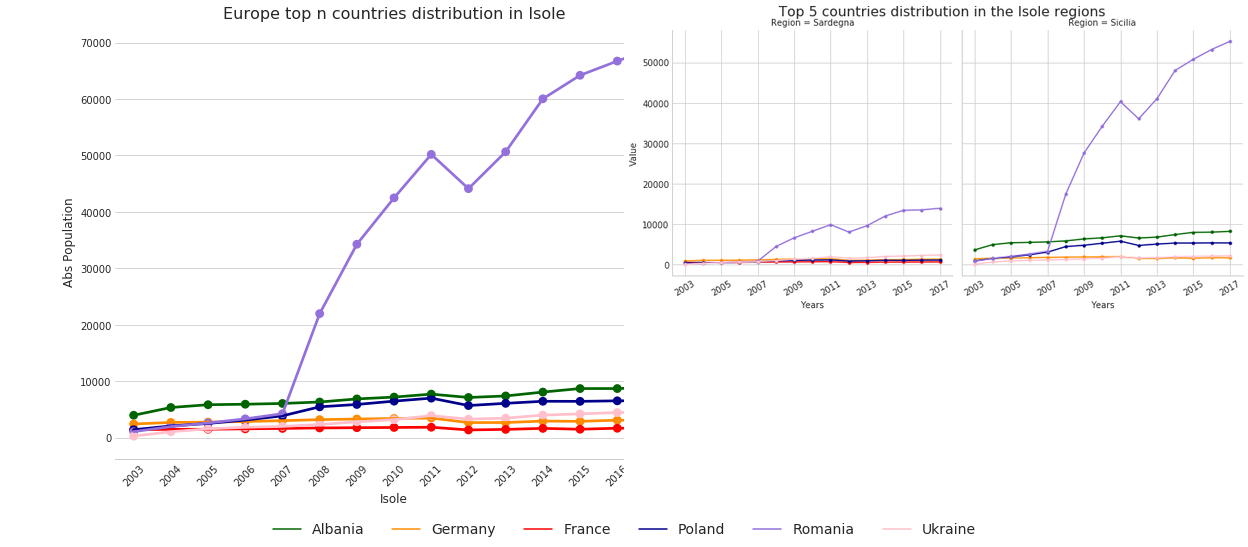 Europe top n countries distribution in Isole
Abs Population
70000
60000
50000
40000
30000
20000
10000
0
2003 2004 2005 2006 2007 2008 2009 2010 2011 2012 2013 2014 2015 2016
Isole
Top 5 countries distribution in the Isole regions
Region = Sardegna
Region = Sicilia
Value
50000
40000
30000
20000
10000
0
2003 2005 2007 2009 2011 2013 2015 2017
Years
2003 2005 2007 2009 2011 2013 2015 2017
Years
Albania Germany France Poland Romania Ukraine